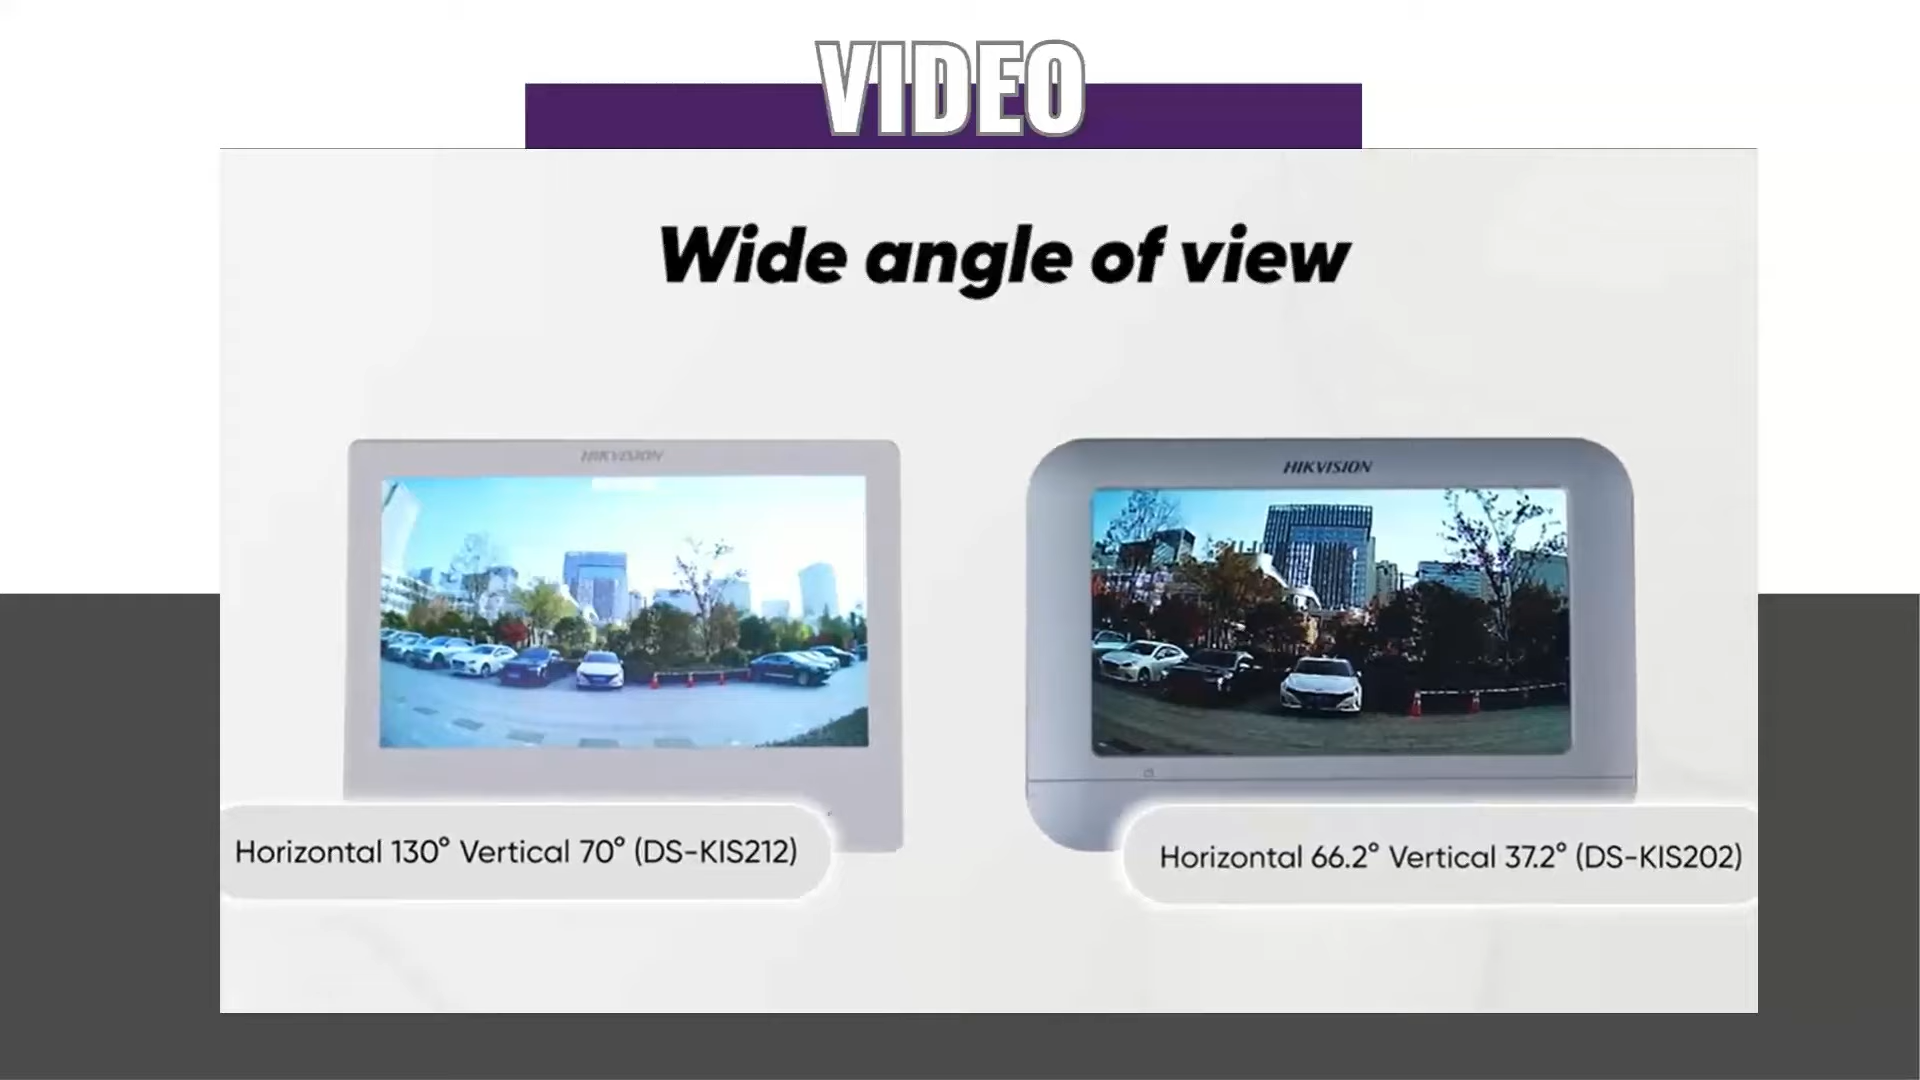 VIDEO
Wide angle of view
HIKVISION
HIKVISION
Horizontal 130° Vertical 70° (DS-KIS212)
Horizontal 66.2° Vertical 37.2° (DS-KIS202)